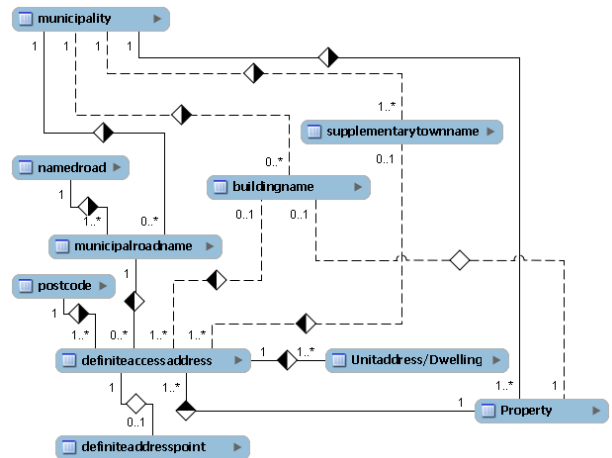 municipality
1 1 1 1
1..*
supplementarytownname
0..1
0..*
namedroad
buildingname
1
0..1 0..1
1..* 0..*
municipalroadname
1
postcode
1
1..* 0..* 1..* 1..*
definiteaccessaddress
1 1..*
Unitaddress/Dwelling
1 1..*
1..* 1
1
Property
0..1
definiteaddresspoint